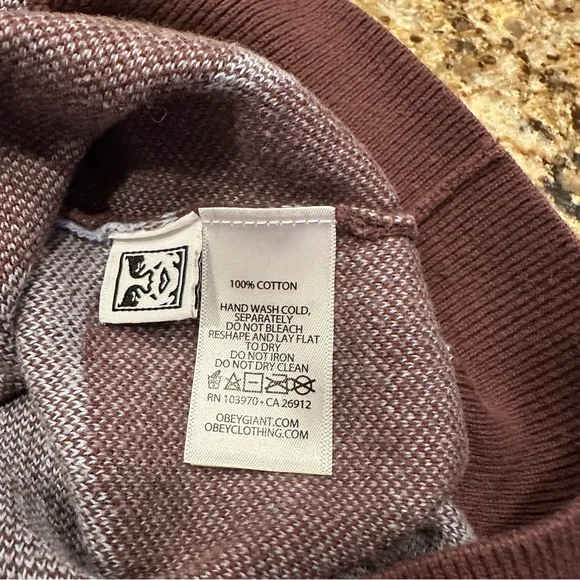 100% COTTON
HAND WASH COLD,
SEPARATELY
DO NOT BLEACH
RESHAPE AND LAY FLAT
TO DRY
DO NOT IRON
DO NOT DRY CLEAN
RN 103970 • CA 26912
OBEYGIANT.COM
OBEYCLOTHING.COM